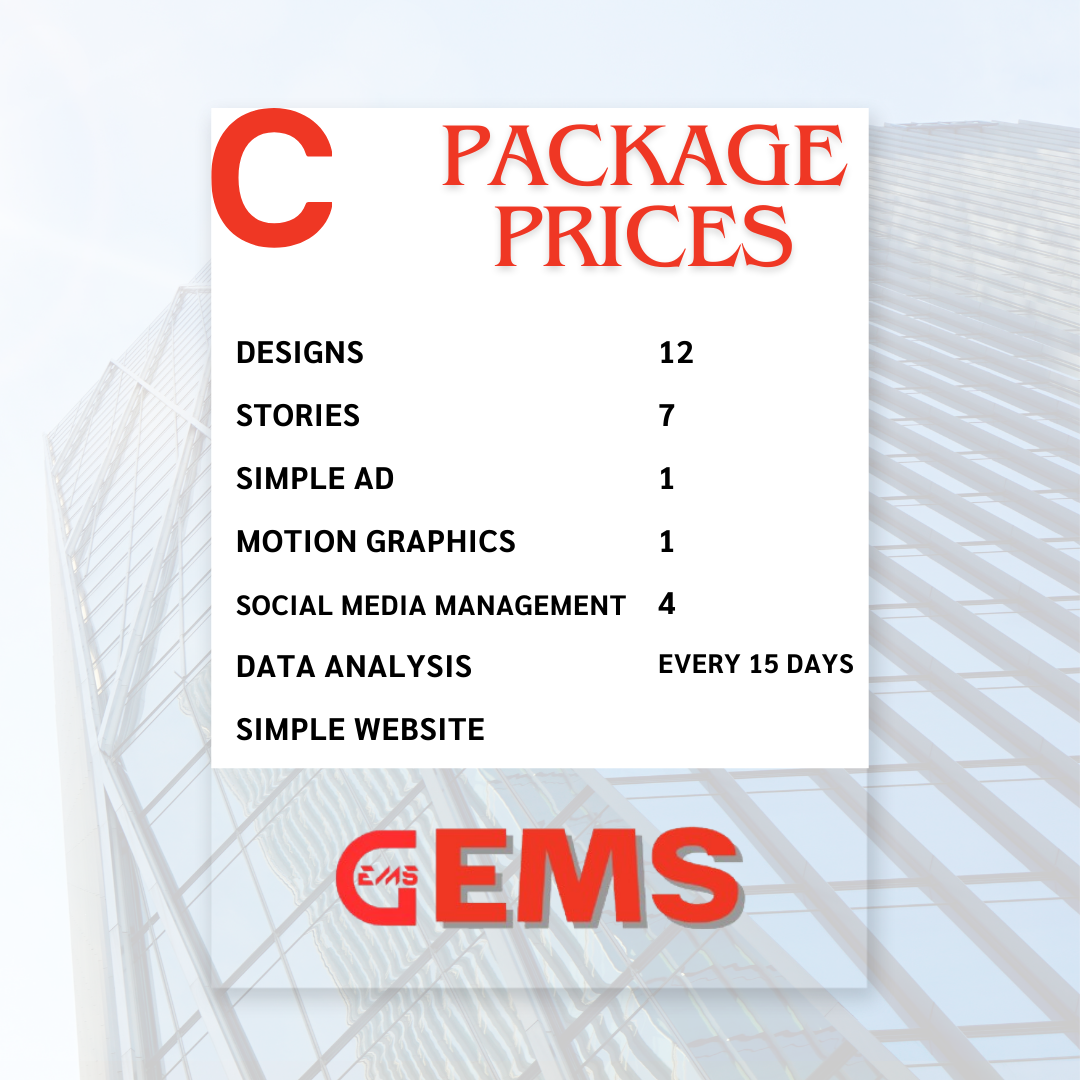 C
PACKAGE
PRICES
DESIGNS 12
STORIES 7
SIMPLE AD 1
MOTION GRAPHICS 1
SOCIAL MEDIA MANAGEMENT 4
DATA ANALYSIS EVERY 15 DAYS
SIMPLE WEBSITE
GEMS
EMS